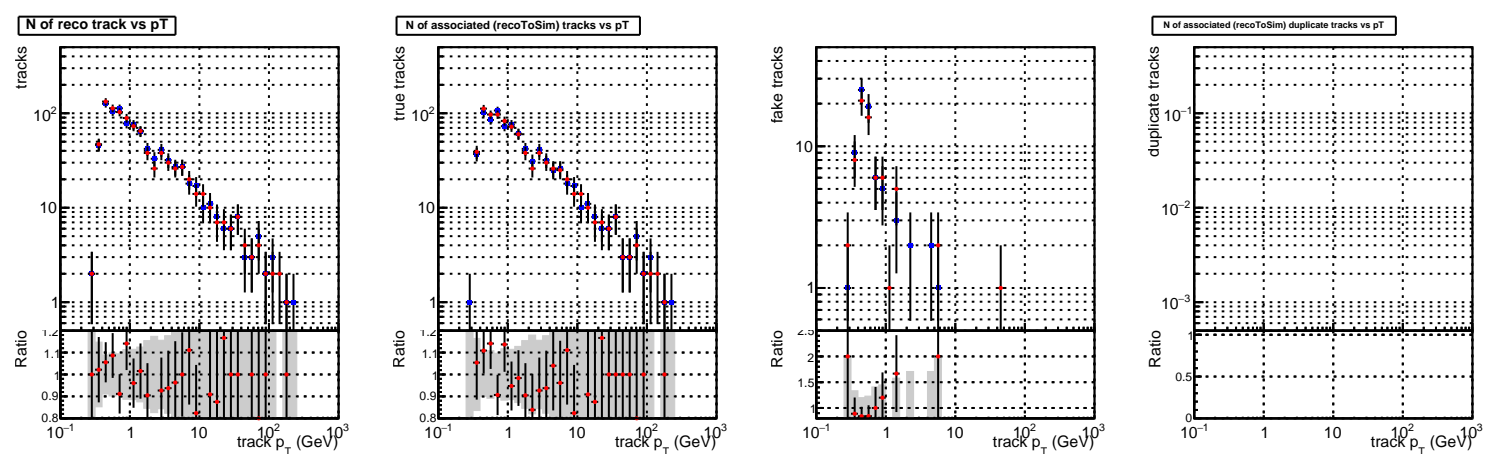 N of reco track vs pT
tracks
10²
10
1
Ratio
1.2
1.1
1
0.9
0.8
10⁻¹ 1 10 10² 10³
track pT (GeV)
N of associated (recoToSim) tracks vs pT
true tracks
10²
10
1
Ratio
1.2
1.1
1
0.9
0.8
10⁻¹ 1 10 10² 10³
track pT (GeV)
fake tracks
10
1
Ratio
2.5
2
1.5
1
10⁻¹ 1 10 10² 10³
track pT (GeV)
N of associated (recoToSim) duplicate tracks vs pT
duplicate tracks
10⁻¹
10⁻²
10⁻³
Ratio
1
0.5
0
10⁻¹ 1 10 10² 10³
track pT (GeV)